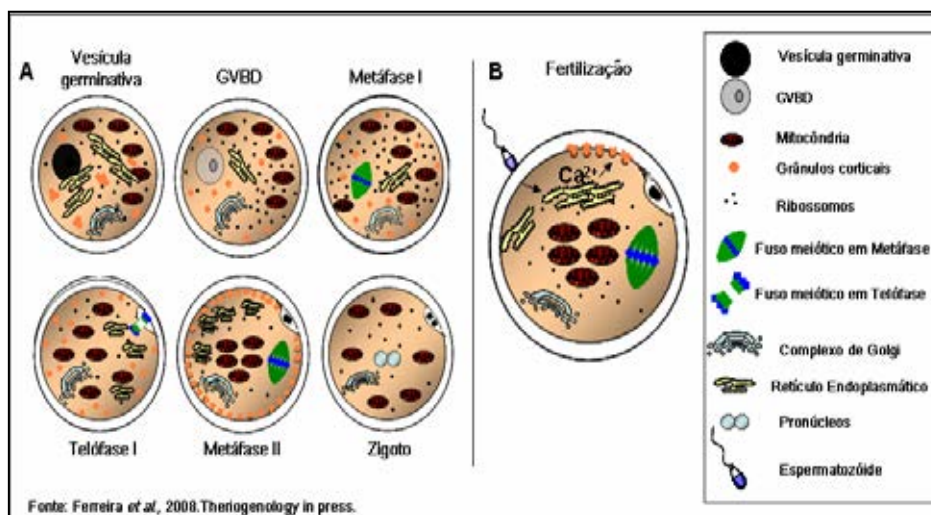 A
Vesícula
germinativa
GVBD
Metáfase I
Telófase I
Metáfase II
Zigoto
B
Fertilização
Ca2+
Vesícula germinativa
GVBD
Mitocôndria
Grânulos corticais
Ribossomos
Fuso meiótico em Metáfase
Fuso meiótico em Telófase
Complexo de Golgi
Retículo Endoplasmático
Pronúcleos
Espermatozóide
Fonte: Ferreira et al., 2008.Theriogenology in press.